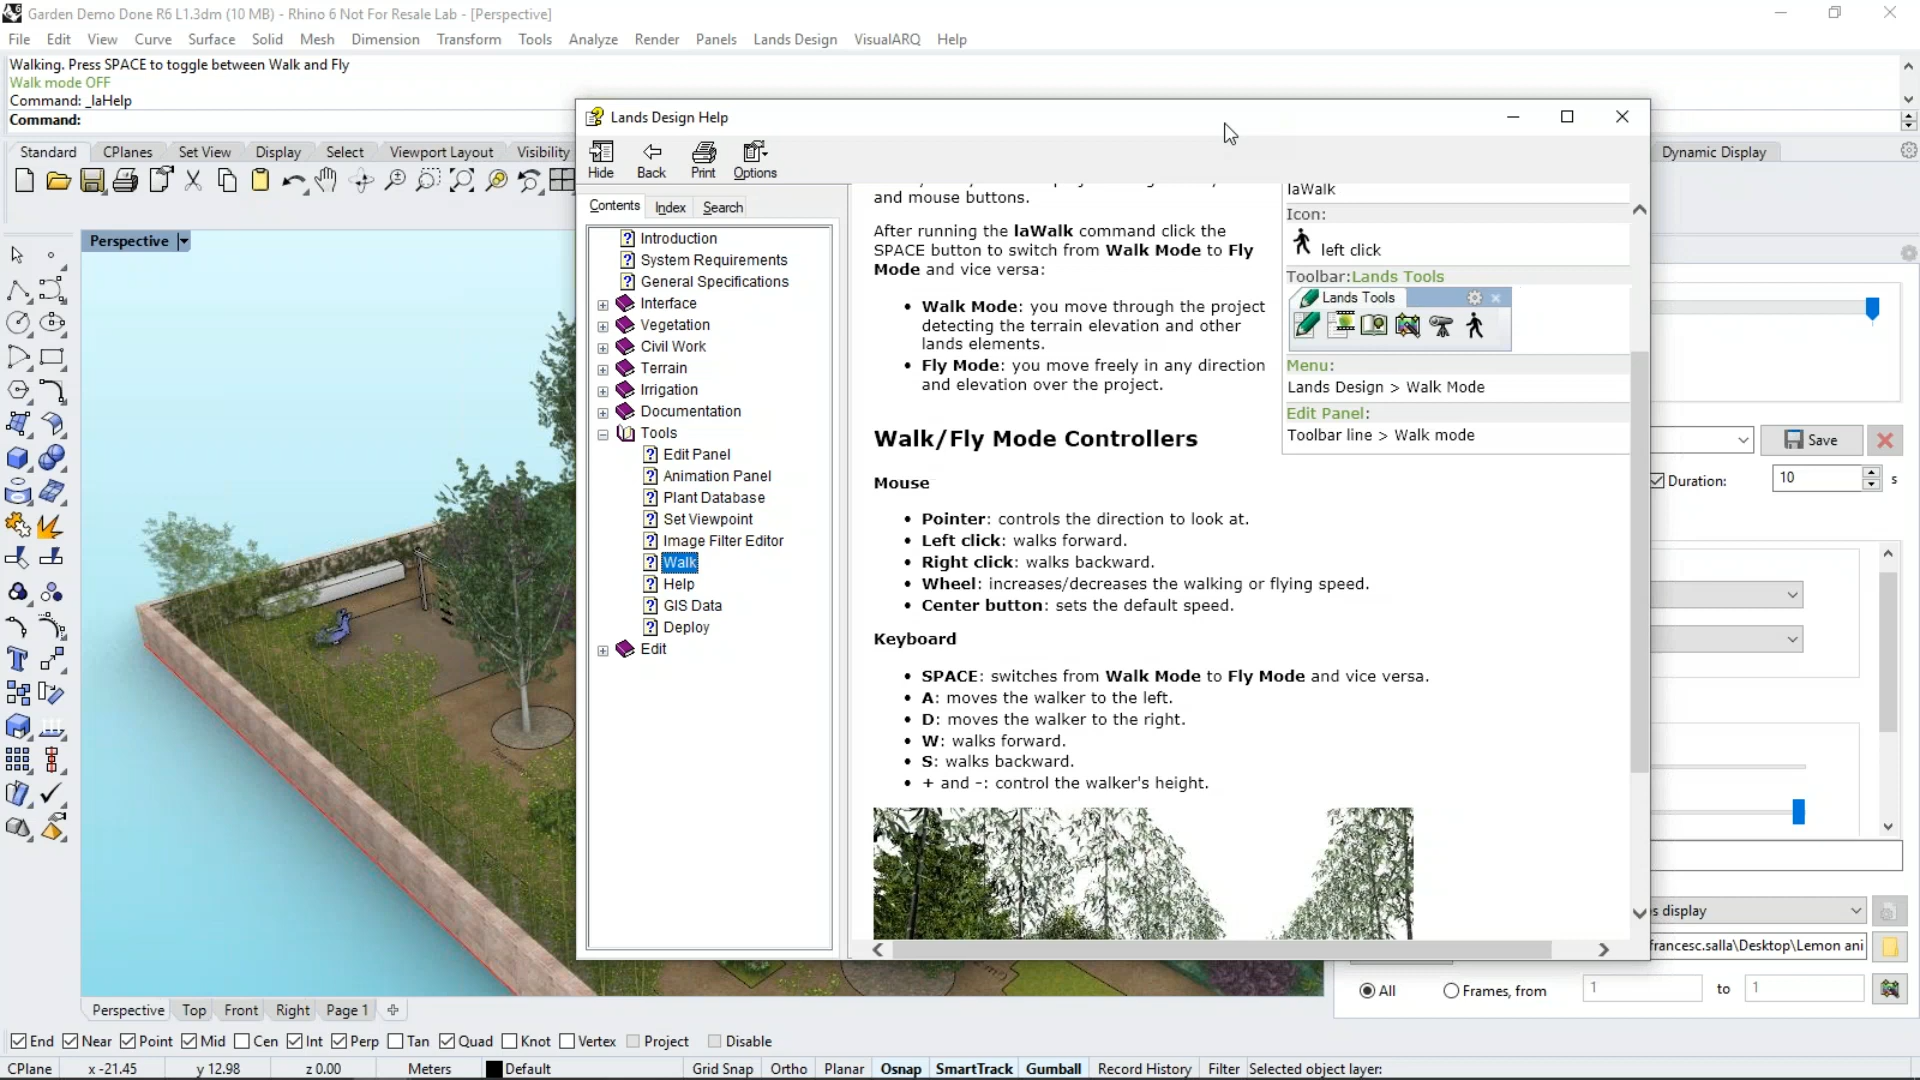 Garden Demo Done R6 L1.3dm (10 MB) - Rhino 6 Not For Resale Lab - [Perspective]
File Edit View Curve Surface Solid Mesh Dimension Transform Tools Analyze Render Panels Lands Design VisualARQ Help
Walking. Press SPACE to toggle between Walk and Fly
Walk mode OFF
Command: _laHelp
Command:
Standard CPlanes Set View Display Select Viewport Layout Visibility
Dynamic Display
Perspective
Lands Design Help
Hide Back Print Options
Contents Index Search
Introduction
System Requirements
General Specifications
Interface
Vegetation
Civil Work
Terrain
Irrigation
Documentation
Tools
Edit Panel
Animation Panel
Plant Database
Set Viewpoint
Image Filter Editor
Walk
Help
GIS Data
Deploy
Edit
and mouse buttons.
After running the laWalk command click the
SPACE button to switch from Walk Mode to Fly
Mode and vice versa:
• Walk Mode: you move through the project
detecting the terrain elevation and other
lands elements.
• Fly Mode: you move freely in any direction
and elevation over the project.
laWalk
Icon:
left click
Toolbar:Lands Tools
Lands Tools
Menu:
Lands Design > Walk Mode
Edit Panel:
Toolbar line > Walk mode
Walk/Fly Mode Controllers
Mouse
• Pointer: controls the direction to look at.
• Left click: walks forward.
• Right click: walks backward.
• Wheel: increases/decreases the walking or flying speed.
• Center button: sets the default speed.
Keyboard
• SPACE: switches from Walk Mode to Fly Mode and vice versa.
• A: moves the walker to the left.
• D: moves the walker to the right.
• W: walks forward.
• S: walks backward.
• + and -: control the walker's height.
Save
Duration: 10 s
s display
francesc.salla\Desktop\Lemon ani
All Frames, from 1 to 1
Perspective Top Front Right Page 1
End Near Point Mid Cen Int Perp Tan Quad Knot Vertex Project Disable
CPlane x -21.45 y 12.98 z 0.00 Meters Default Grid Snap Ortho Planar Osnap SmartTrack Gumball Record History Filter Selected object layer: